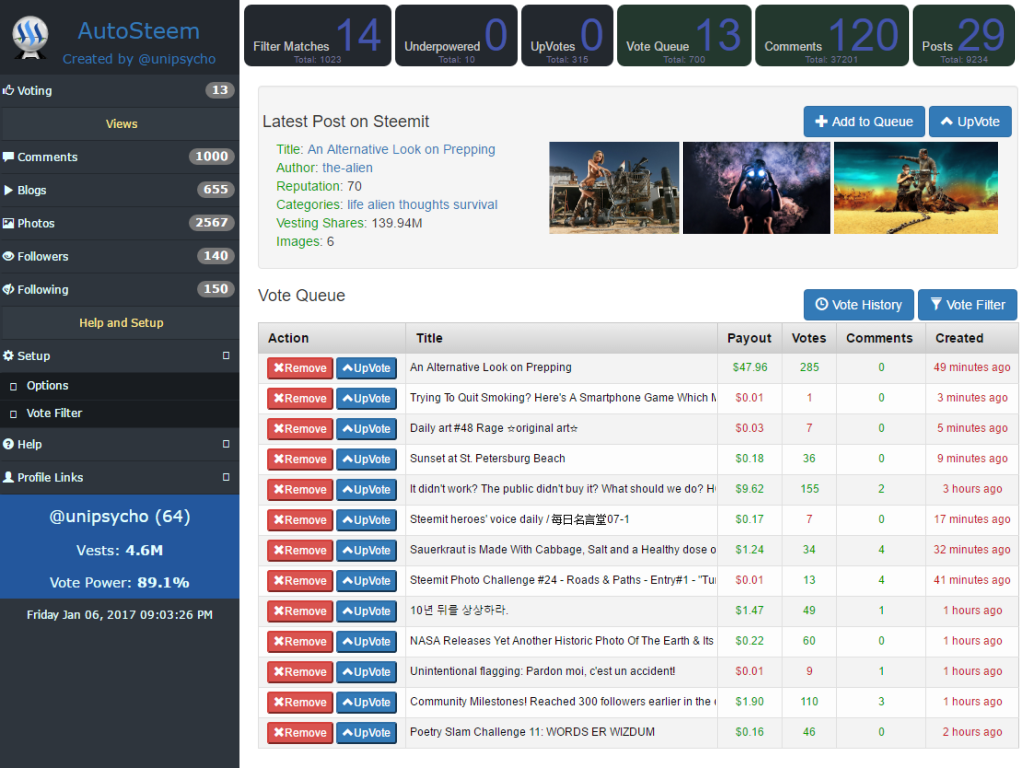 AutoSteem
Created by @unipsycho
Voting 13
Views
Comments 1000
Blogs 655
Photos 2567
Followers 140
Following 150
Help and Setup
Setup
Options
Vote Filter
Help
Profile Links
@unipsycho (64)
Vests: 4.6M
Vote Power: 89.1%
Friday Jan 06, 2017 09:03:26 PM
Filter Matches 14
Total: 1023
Underpowered 0
Total: 10
UpVotes 0
Total: 315
Vote Queue 13
Total: 700
Comments 120
Total: 37201
Posts 29
Total: 9234
Latest Post on Steemit
Add to Queue UpVote
Title: An Alternative Look on Prepping
Author: the-alien
Reputation: 70
Categories: life alien thoughts survival
Vesting Shares: 139.94M
Images: 6
Vote Queue
Vote History Vote Filter
Action Title Payout Votes Comments Created
Remove UpVote An Alternative Look on Prepping $47.96 285 0 49 minutes ago
Remove UpVote Trying To Quit Smoking? Here's A Smartphone Game Which $0.01 1 0 3 minutes ago
Remove UpVote Daily art #48 Rage ☆original art☆ $0.03 7 0 5 minutes ago
Remove UpVote Sunset at St. Petersburg Beach $0.18 36 0 9 minutes ago
Remove UpVote It didn't work? The public didn't buy it? What should we do? $9.62 155 2 3 hours ago
Remove UpVote Steemit heroes' voice daily / 每日名言堂07-1 $0.17 7 0 17 minutes ago
Remove UpVote Sauerkraut is Made With Cabbage, Salt and a Healthy dose o $1.24 34 4 32 minutes ago
Remove UpVote Steemit Photo Challenge #24 - Roads & Paths - Entry#1 - "Tu $0.01 13 4 41 minutes ago
Remove UpVote 10년 뒤를 상상하라. $1.47 49 1 1 hours ago
Remove UpVote NASA Releases Yet Another Historic Photo Of The Earth & Its $0.22 60 0 1 hours ago
Remove UpVote Unintentional flagging: Pardon moi, c'est un accident! $0.01 9 1 1 hours ago
Remove UpVote Community Milestones! Reached 300 followers earlier in the $1.90 110 3 1 hours ago
Remove UpVote Poetry Slam Challenge 11: WORDS ER WIZDUM $0.16 46 0 2 hours ago